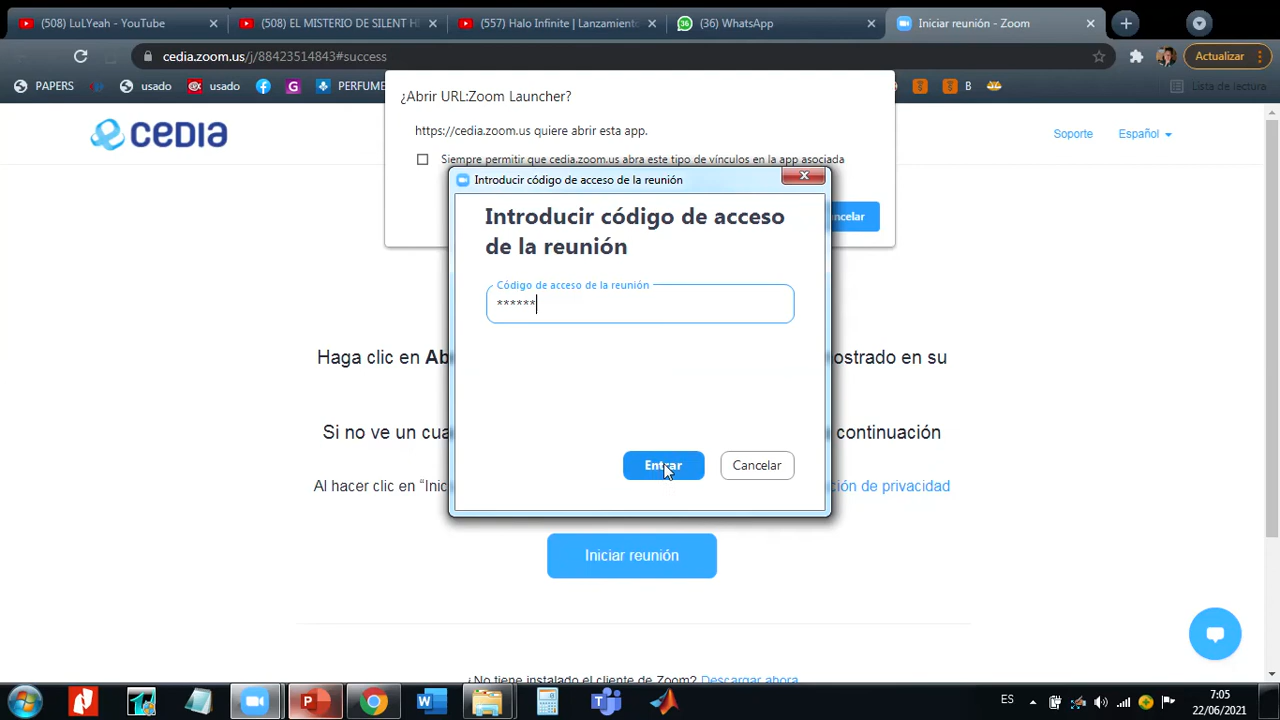 (508) LuLYeah - YouTube
(508) EL MISTERIO DE SILENT H
(557) Halo Infinite | Lanzamiento
(36) WhatsApp
Iniciar reunión - Zoom
cedia.zoom.us/j/88423514843#success
Actualizar
PAPERS
usado
usado
PERFUME
B
Lista de lectura
¿Abrir URL:Zoom Launcher?
https://cedia.zoom.us quiere abrir esta app.
Siempre permitir que cedia.zoom.us abra este tipo de vínculos en la app asociada
cedia
Soporte
Español
Introducir código de acceso de la reunión
Introducir código de acceso
de la reunión
Código de acceso de la reunión
******
Haga clic en Ab
ostrado en su
Si no ve un cua
continuación
Al hacer clic en “Inic
ión de privacidad
Entrar
Cancelar
ncelar
Iniciar reunión
¿No tiene instalado el cliente de Zoom? Descargar ahora
ES
7:05
22/06/2021